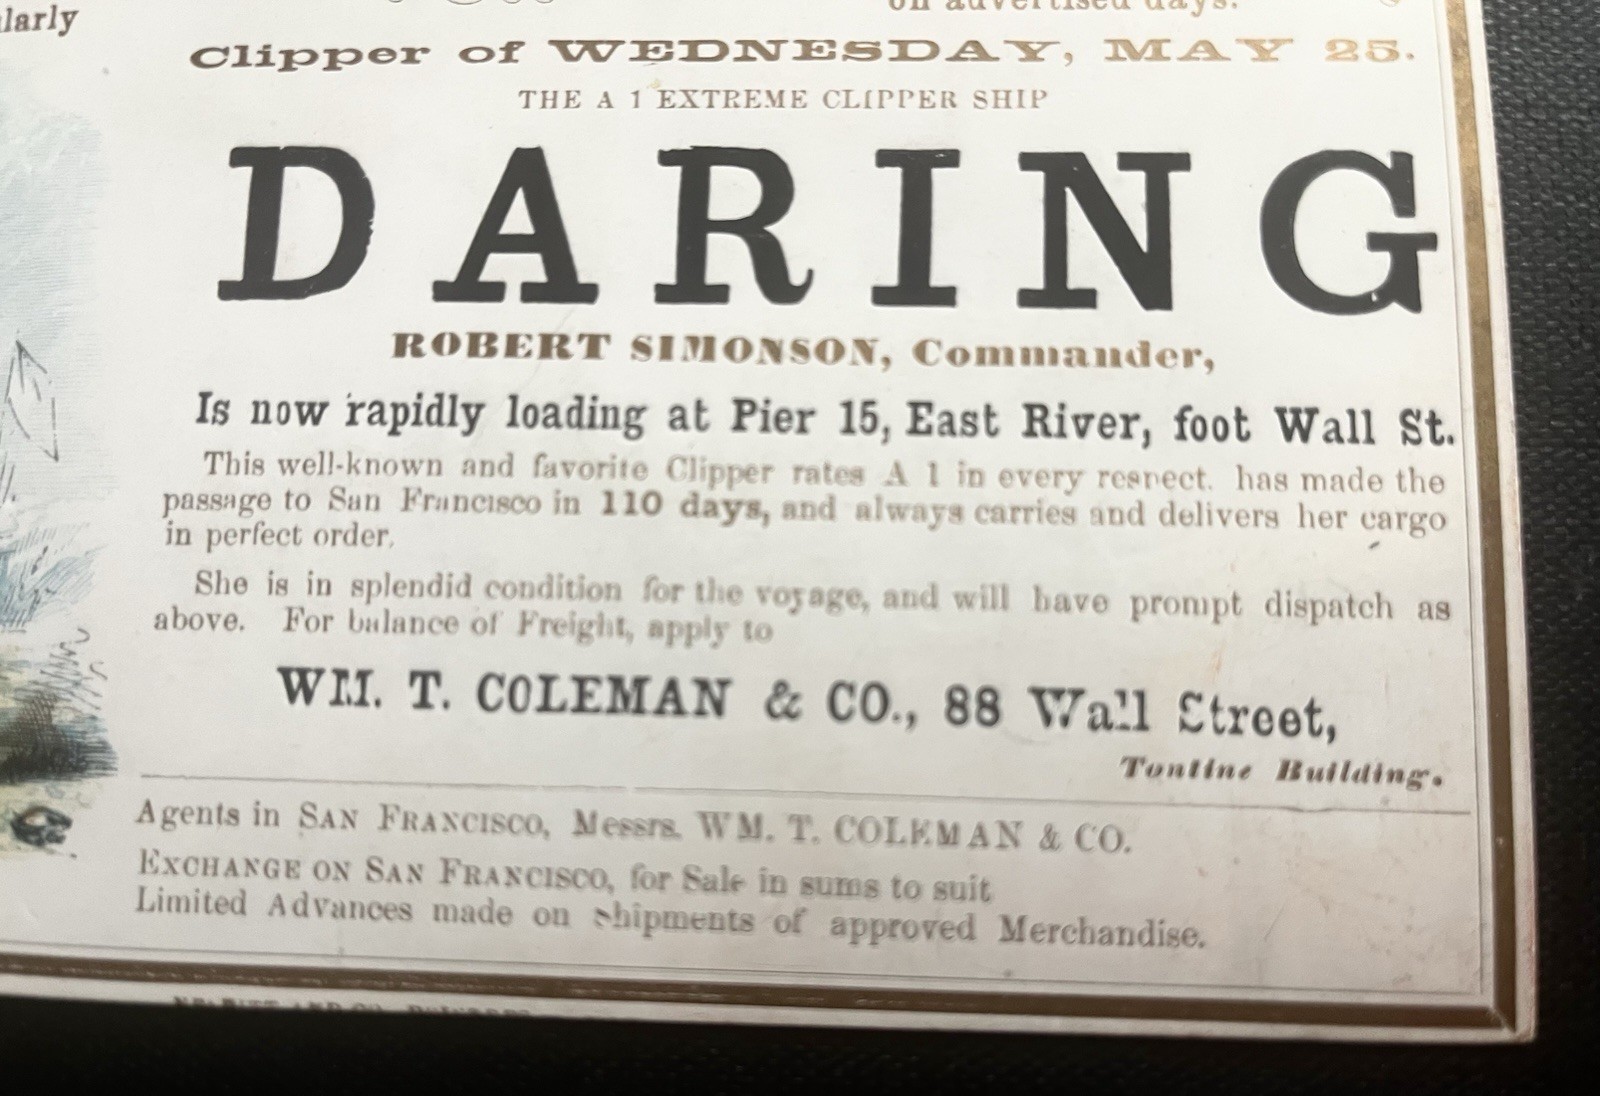 larly
on advertised days.
Clipper of WEDNESDAY, MAY 25.
THE A 1 EXTREME CLIPPER SHIP
DARING
ROBERT SIMONSON, Commander,
Is now rapidly loading at Pier 15, East River, foot Wall St.
This well-known and favorite Clipper rates A 1 in every respect. has made the
passage to San Francisco in 110 days, and always carries and delivers her cargo
in perfect order.
She is in splendid condition for the voyage, and will have prompt dispatch as
above. For balance of Freight, apply to
WM. T. COLEMAN & CO., 88 Wall Street,
Tontine Building.
Agents in SAN FRANCISCO, Messrs. WM. T. COLEMAN & CO.
EXCHANGE ON SAN FRANCISCO, for Sale in sums to suit
Limited Advances made on shipments of approved Merchandise.